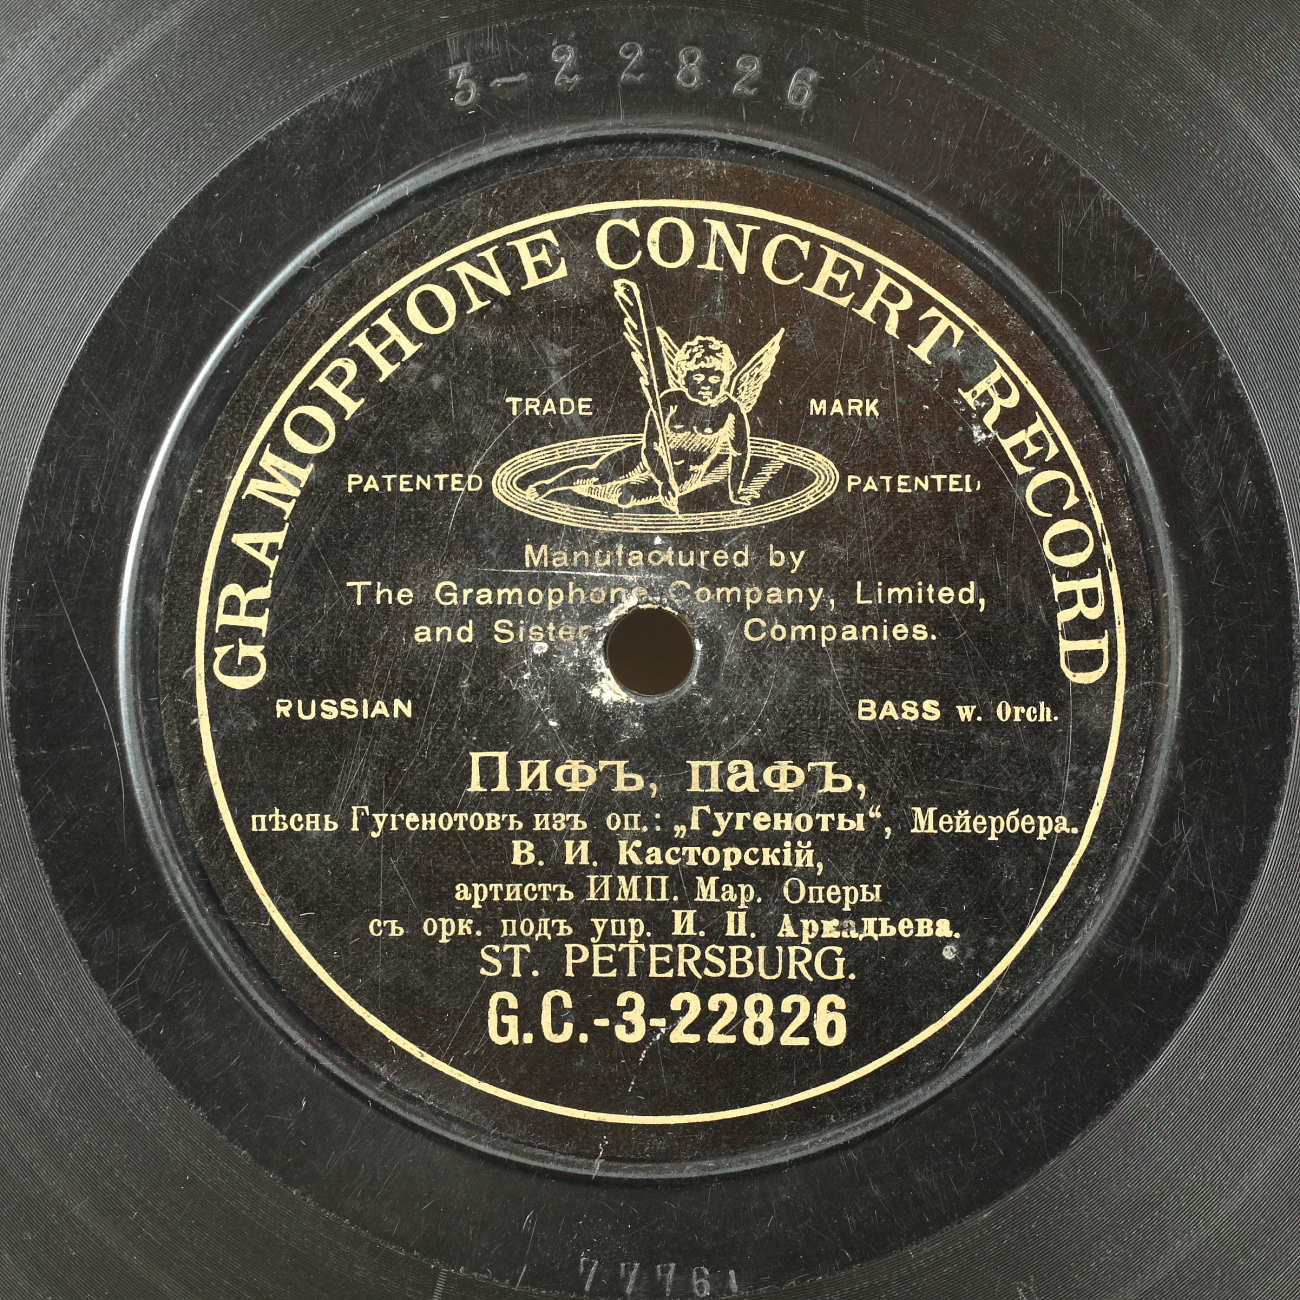 3-22826
GRAMOPHONE CONCERT RECORD
TRADE MARK
PATENTED PATENTED
Manufactured by
The Gramophone Company, Limited,
and Sister Companies.
RUSSIAN BASS w. Orch.
Пифъ, пафъ,
пѣснь Гугенотовъ изъ оп.: „Гугеноты“, Мейербера.
В. И. Касторскій,
артистъ ИМП. Мар. Оперы
съ орк. подъ упр. И. П. Аркадьева.
ST. PETERSBURG.
G.C.-3-22826